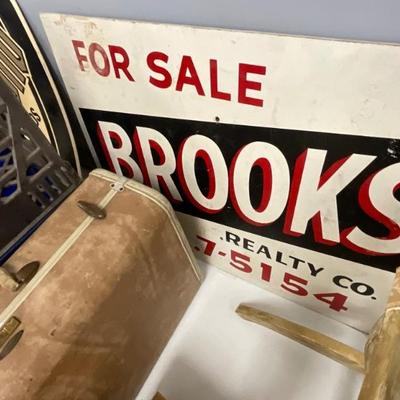 FOR SALE
BROOKS
REALTY CO.
7-5154